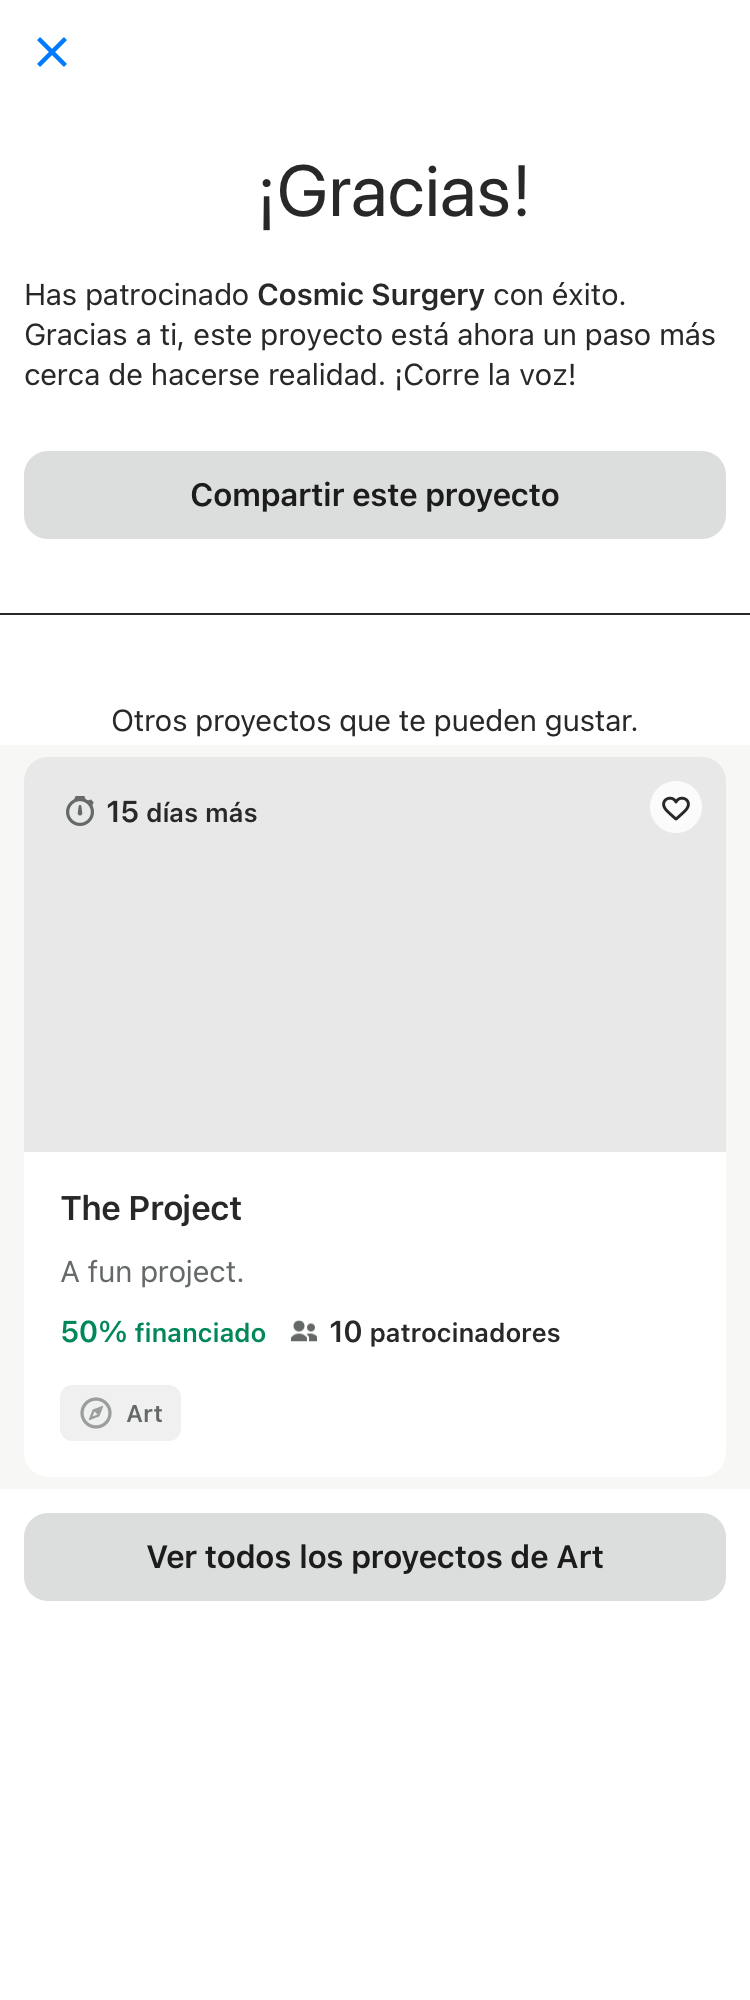 ¡Gracias!
Has patrocinado Cosmic Surgery con éxito.
Gracias a ti, este proyecto está ahora un paso más
cerca de hacerse realidad. ¡Corre la voz!
Compartir este proyecto
Otros proyectos que te pueden gustar.
15 días más
The Project
A fun project.
50% financiado 10 patrocinadores
Art
Ver todos los proyectos de Art